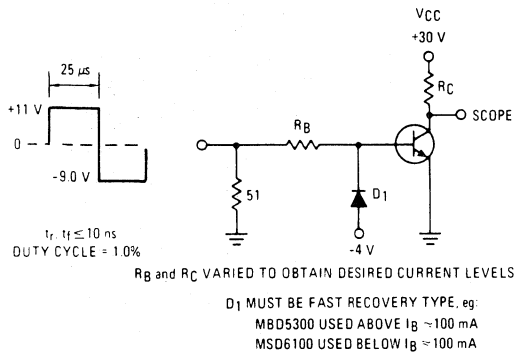 VCC
+30 V
25 µs
RC
+11 V
SCOPE
RB
0
-9.0 V
51
D1
-4 V
tr, tf ≤ 10 ns
DUTY CYCLE = 1.0%
RB and RC VARIED TO OBTAIN DESIRED CURRENT LEVELS
D1 MUST BE FAST RECOVERY TYPE, eg:
MBD5300 USED ABOVE IB ≈100 mA
MSD6100 USED BELOW IB ≈100 mA